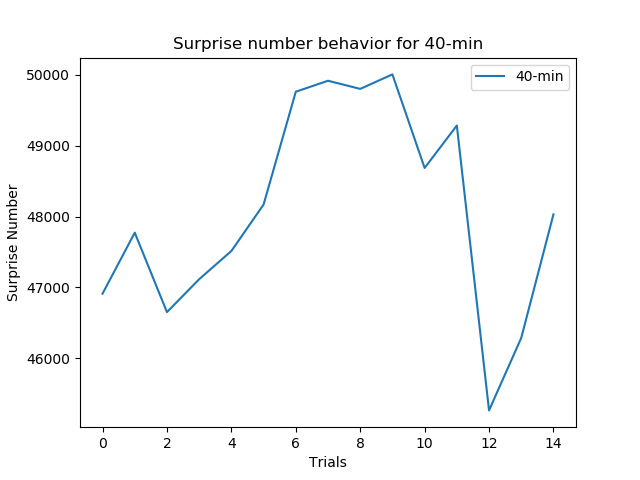 Surprise number behavior for 40-min
40-min
50000
49000
48000
47000
46000
Surprise Number
0 2 4 6 8 10 12 14
Trials